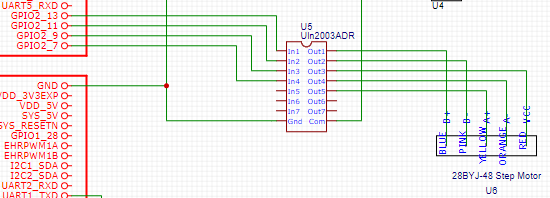 UART5_RXD
GPIO2_13
GPIO2_11
GPIO2_9
GPIO2_7
GND
VDD_3V3EXP
VDD_5V
SYS_5V
SYS_RESETN
GPIO1_28
EHRPWM1A
EHRPWM1B
I2C1_SDA
I2C2_SDA
UART2_RXD
UART1_TXD
U4
U5
Uln2003ADR
In1 Out1
In2 Out2
In3 Out3
In4 Out4
In5 Out5
In6 Out6
In7 Out7
Gnd Com
BLUE B+
PINK B-
YELLOW A+
ORANGE A-
RED VCC
28BYJ-48 Step Motor
U6